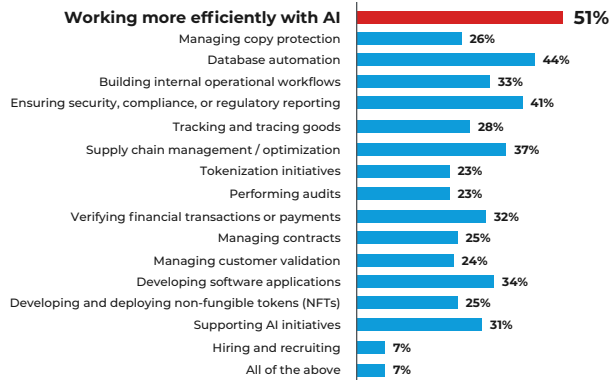 Working more efficiently with AI 51%
Managing copy protection 26%
Database automation 44%
Building internal operational workflows 33%
Ensuring security, compliance, or regulatory reporting 41%
Tracking and tracing goods 28%
Supply chain management / optimization 37%
Tokenization initiatives 23%
Performing audits 23%
Verifying financial transactions or payments 32%
Managing contracts 25%
Managing customer validation 24%
Developing software applications 34%
Developing and deploying non-fungible tokens (NFTs) 25%
Supporting AI initiatives 31%
Hiring and recruiting 7%
All of the above 7%